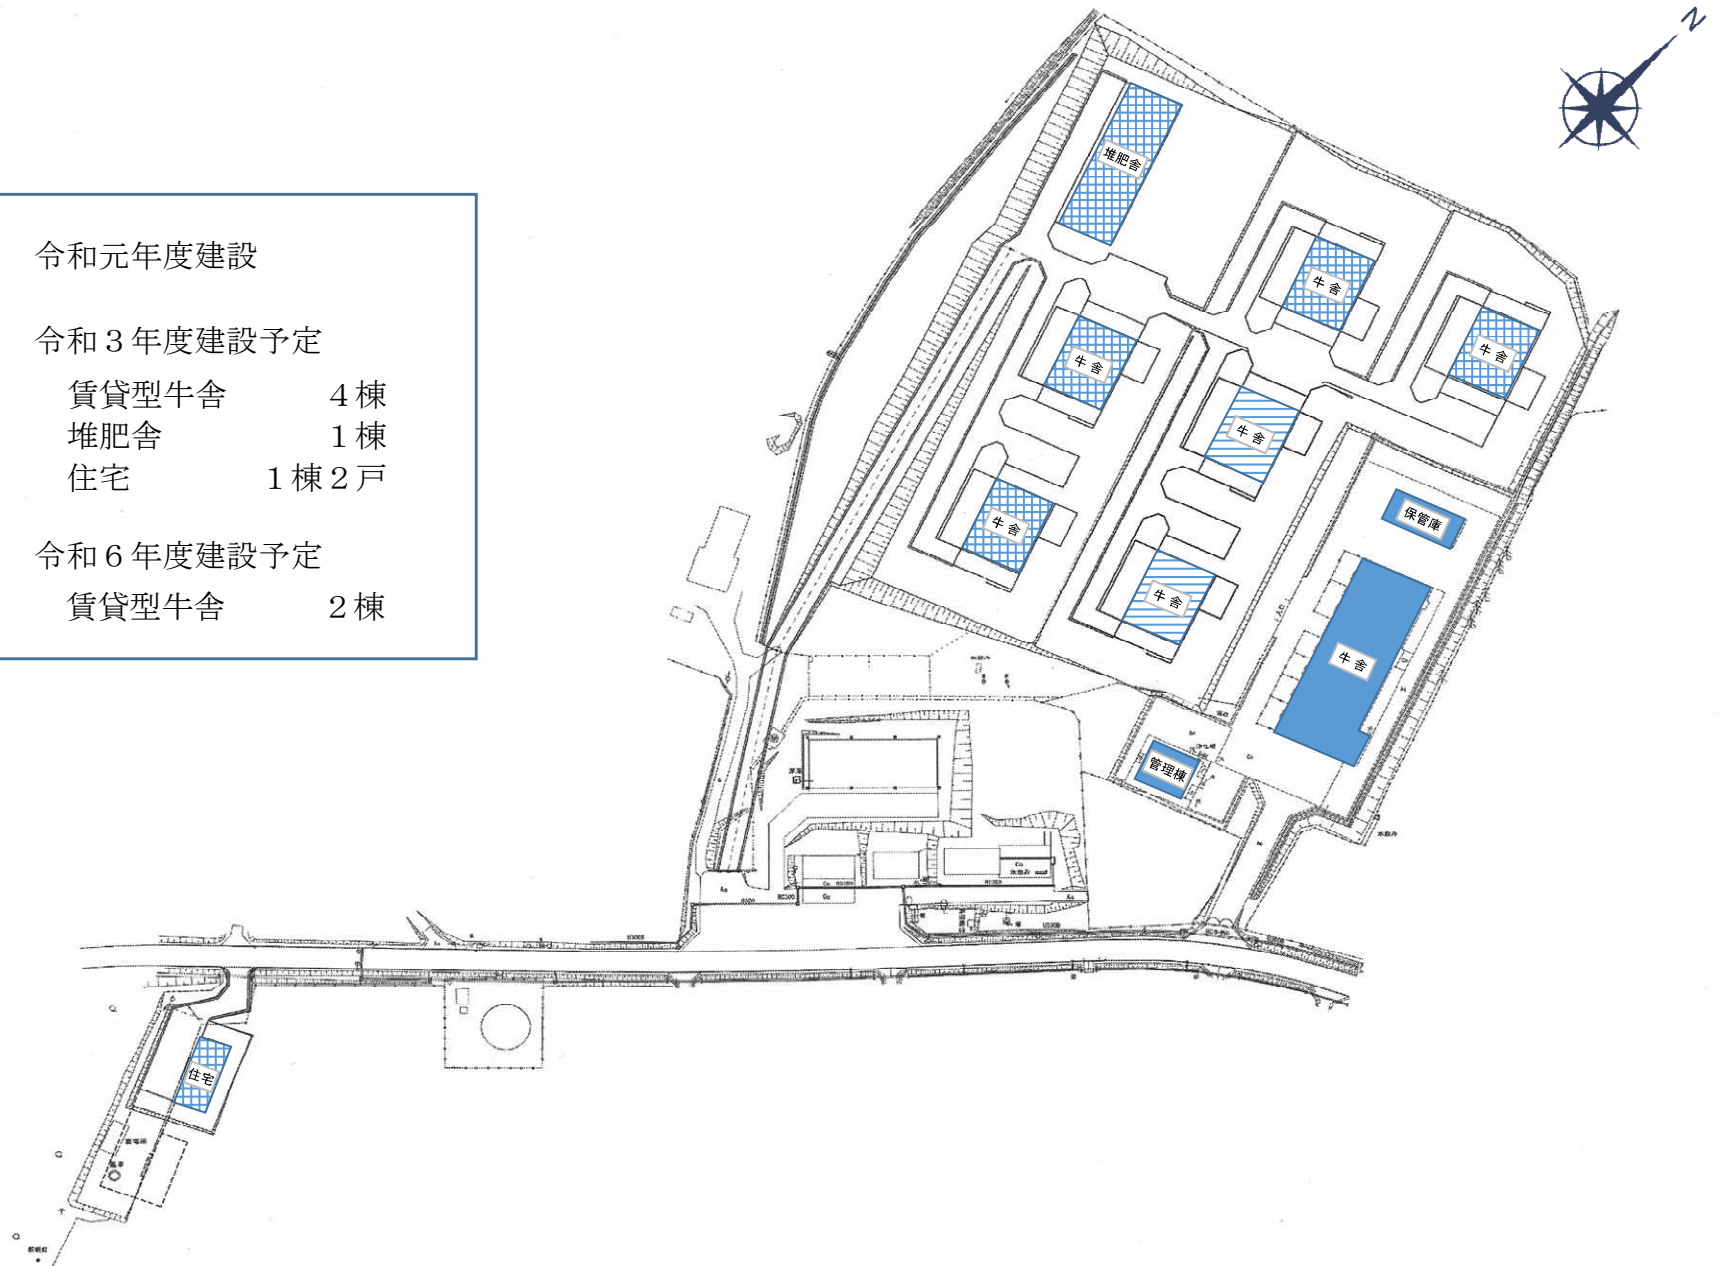 N
令和元年度建設
令和３年度建設予定
賃貸型牛舎　　　４棟
堆肥舎　　　　　１棟
住宅　　　　１棟２戸
令和６年度建設予定
賃貸型牛舎　　　２棟
堆肥舎
牛舎
牛舎
牛舎
牛舎
牛舎
牛舎
保管庫
牛舎
管理棟
住宅